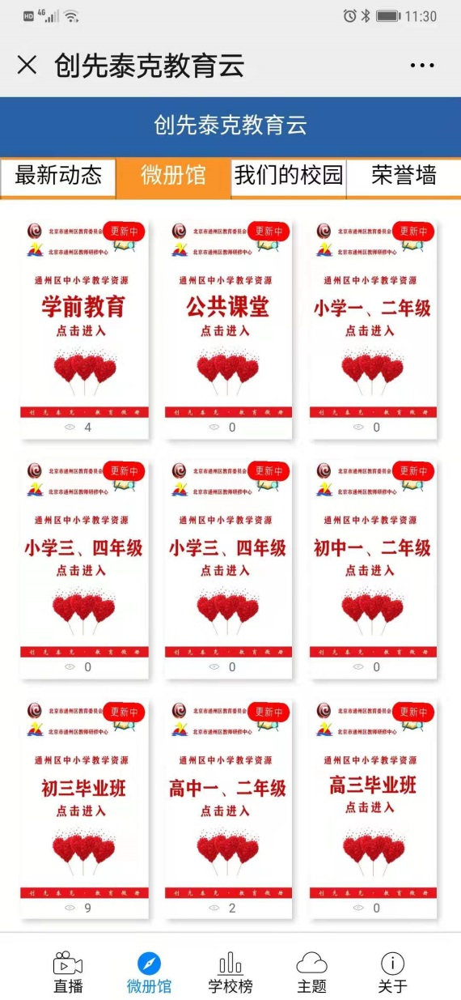 HD 4G 11:30
创先泰克教育云
创先泰克教育云
最新动态 微册馆 我们的校园 荣誉墙
北京市通州区教育委员会 更新中
北京市通州区教师研修中心
通州区中小学教学资源
学前教育
点击进入
创先泰克·教育微册
4
北京市通州区教育委员会 更新中
北京市通州区教师研修中心
通州区中小学教学资源
公共课堂
点击进入
创先泰克·教育微册
0
北京市通州区教育委员会 更新中
北京市通州区教师研修中心
通州区中小学教学资源
小学一、二年级
点击进入
创先泰克·教育微册
0
北京市通州区教育委员会 更新中
北京市通州区教师研修中心
通州区中小学教学资源
小学三、四年级
点击进入
创先泰克·教育微册
0
北京市通州区教育委员会 更新中
北京市通州区教师研修中心
通州区中小学教学资源
小学三、四年级
点击进入
创先泰克·教育微册
0
北京市通州区教育委员会 更新中
北京市通州区教师研修中心
通州区中小学教学资源
初中一、二年级
点击进入
创先泰克·教育微册
0
北京市通州区教育委员会 更新中
北京市通州区教师研修中心
通州区中小学教学资源
初三毕业班
点击进入
创先泰克·教育微册
9
北京市通州区教育委员会 更新中
北京市通州区教师研修中心
通州区中小学教学资源
高中一、二年级
点击进入
创先泰克·教育微册
2
北京市通州区教育委员会 更新中
北京市通州区教师研修中心
通州区中小学教学资源
高三毕业班
点击进入
创先泰克·教育微册
0
直播 微册馆 学校榜 主题 关于